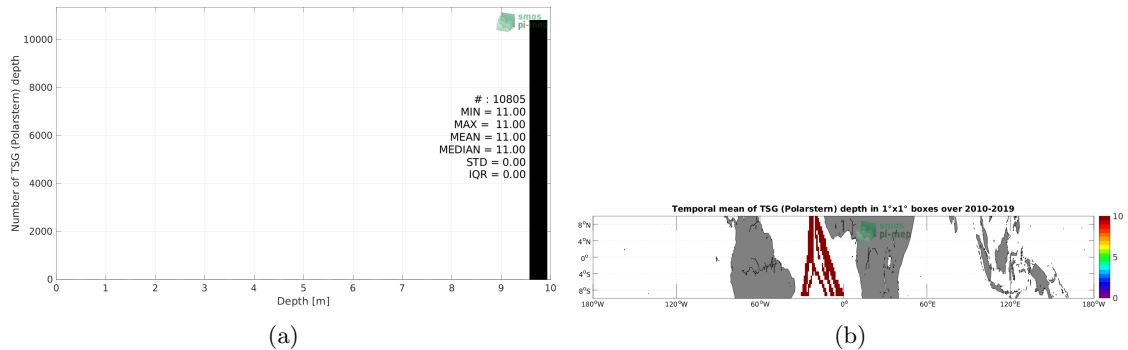 smos
pi-mep
10000
8000
6000
4000
2000
0
Number of TSG (Polarstern) depth
# : 10805
MIN = 11.00
MAX = 11.00
MEAN = 11.00
MEDIAN = 11.00
STD = 0.00
IQR = 0.00
0 1 2 3 4 5 6 7 8 9 10
Depth [m]
(a)
Temporal mean of TSG (Polarstern) depth in 1°x1° boxes over 2010-2019
smos
pi-mep
8°N
4°N
0°
4°S
8°S
180°W 120°W 60°W 0° 60°E 120°E 180°E
10
5
0
(b)